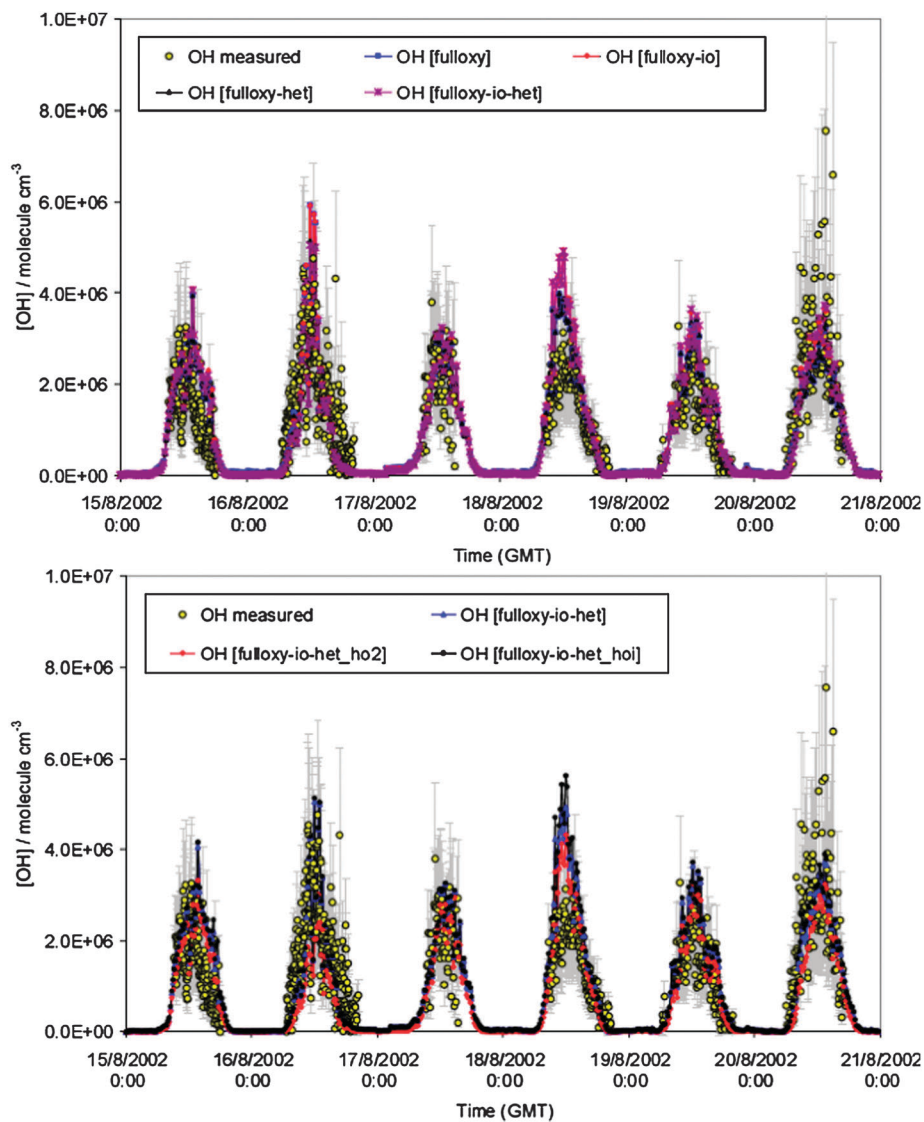 1.0E+07
OH measured OH [fulloxy] OH [fulloxy-io]
OH [fulloxy-het] OH [fulloxy-io-het]
8.0E+06
6.0E+06
4.0E+06
2.0E+06
0.0E+00
[OH] / molecule cm-3
15/8/2002 16/8/2002 17/8/2002 18/8/2002 19/8/2002 20/8/2002 21/8/2002
0:00 0:00 0:00 0:00 0:00 0:00 0:00
Time (GMT)
1.0E+07
OH measured OH [fulloxy-io-het]
OH [fulloxy-io-het_ho2] OH [fulloxy-io-het_hoi]
8.0E+06
6.0E+06
4.0E+06
2.0E+06
0.0E+00
[OH] / molecule cm-3
15/8/2002 16/8/2002 17/8/2002 18/8/2002 19/8/2002 20/8/2002 21/8/2002
0:00 0:00 0:00 0:00 0:00 0:00 0:00
Time (GMT)